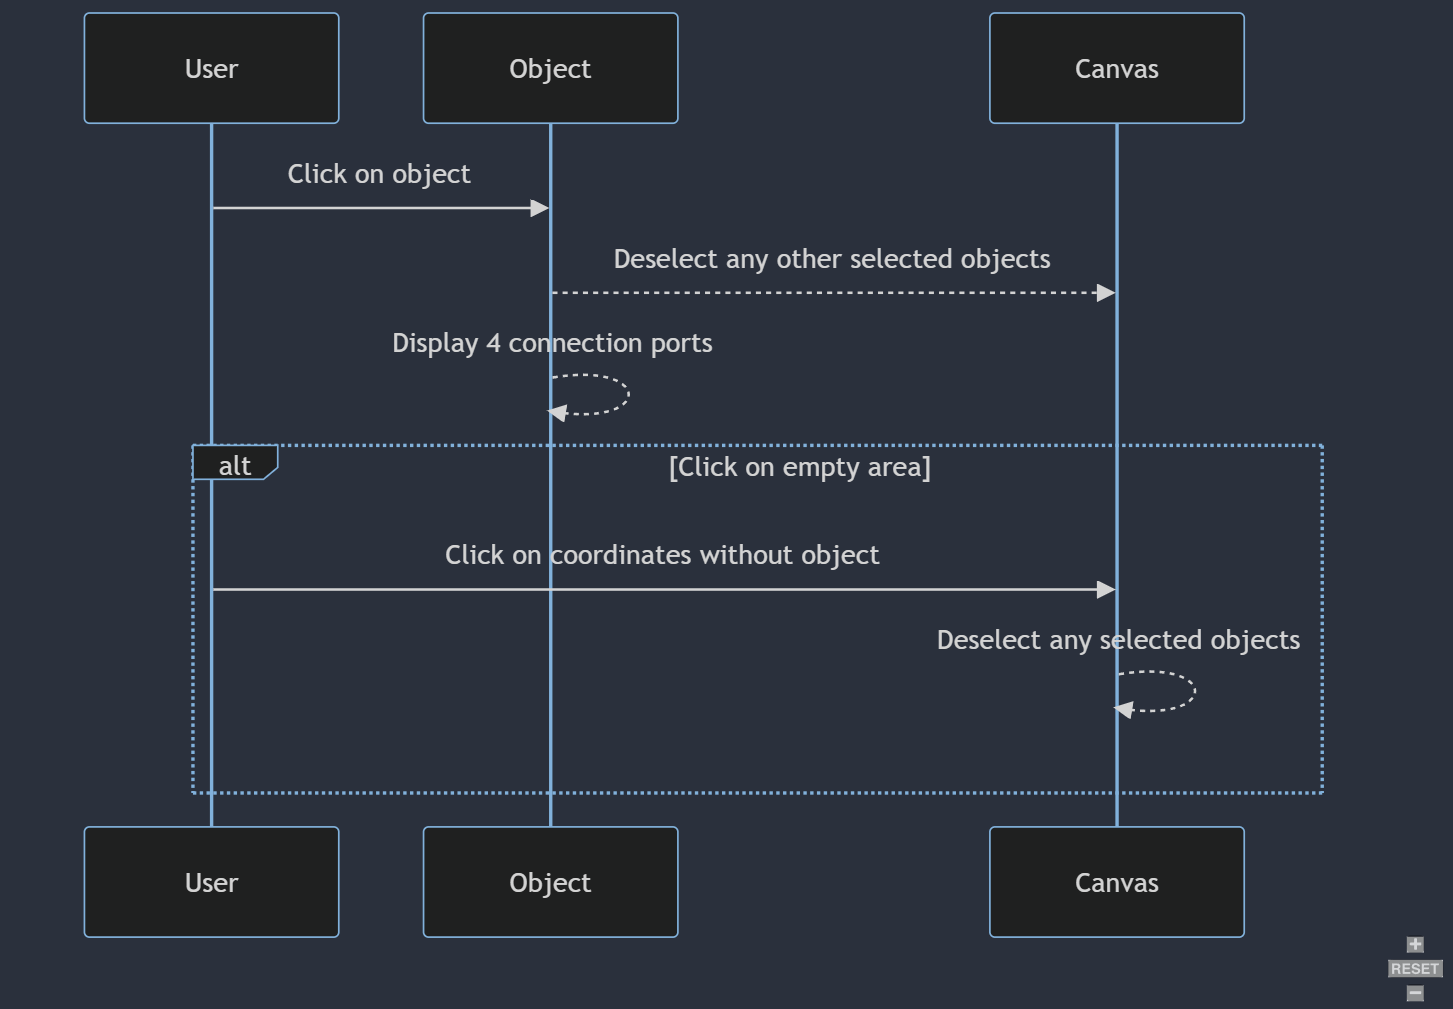 User
Object
Canvas
Click on object
Deselect any other selected objects
Display 4 connection ports
alt
[Click on empty area]
Click on coordinates without object
Deselect any selected objects
User
Object
Canvas
+
RESET
−